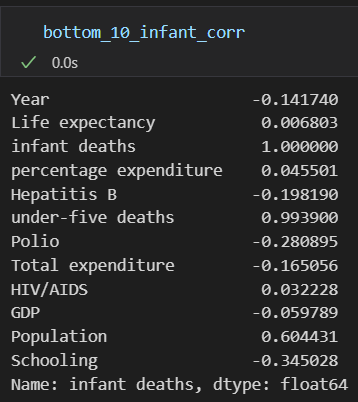 bottom_10_infant_corr
0.0s
Year -0.141740
Life expectancy 0.006803
infant deaths 1.000000
percentage expenditure 0.045501
Hepatitis B -0.198190
under-five deaths 0.993900
Polio -0.280895
Total expenditure -0.165056
HIV/AIDS 0.032228
GDP -0.059789
Population 0.604431
Schooling -0.345028
Name: infant deaths, dtype: float64